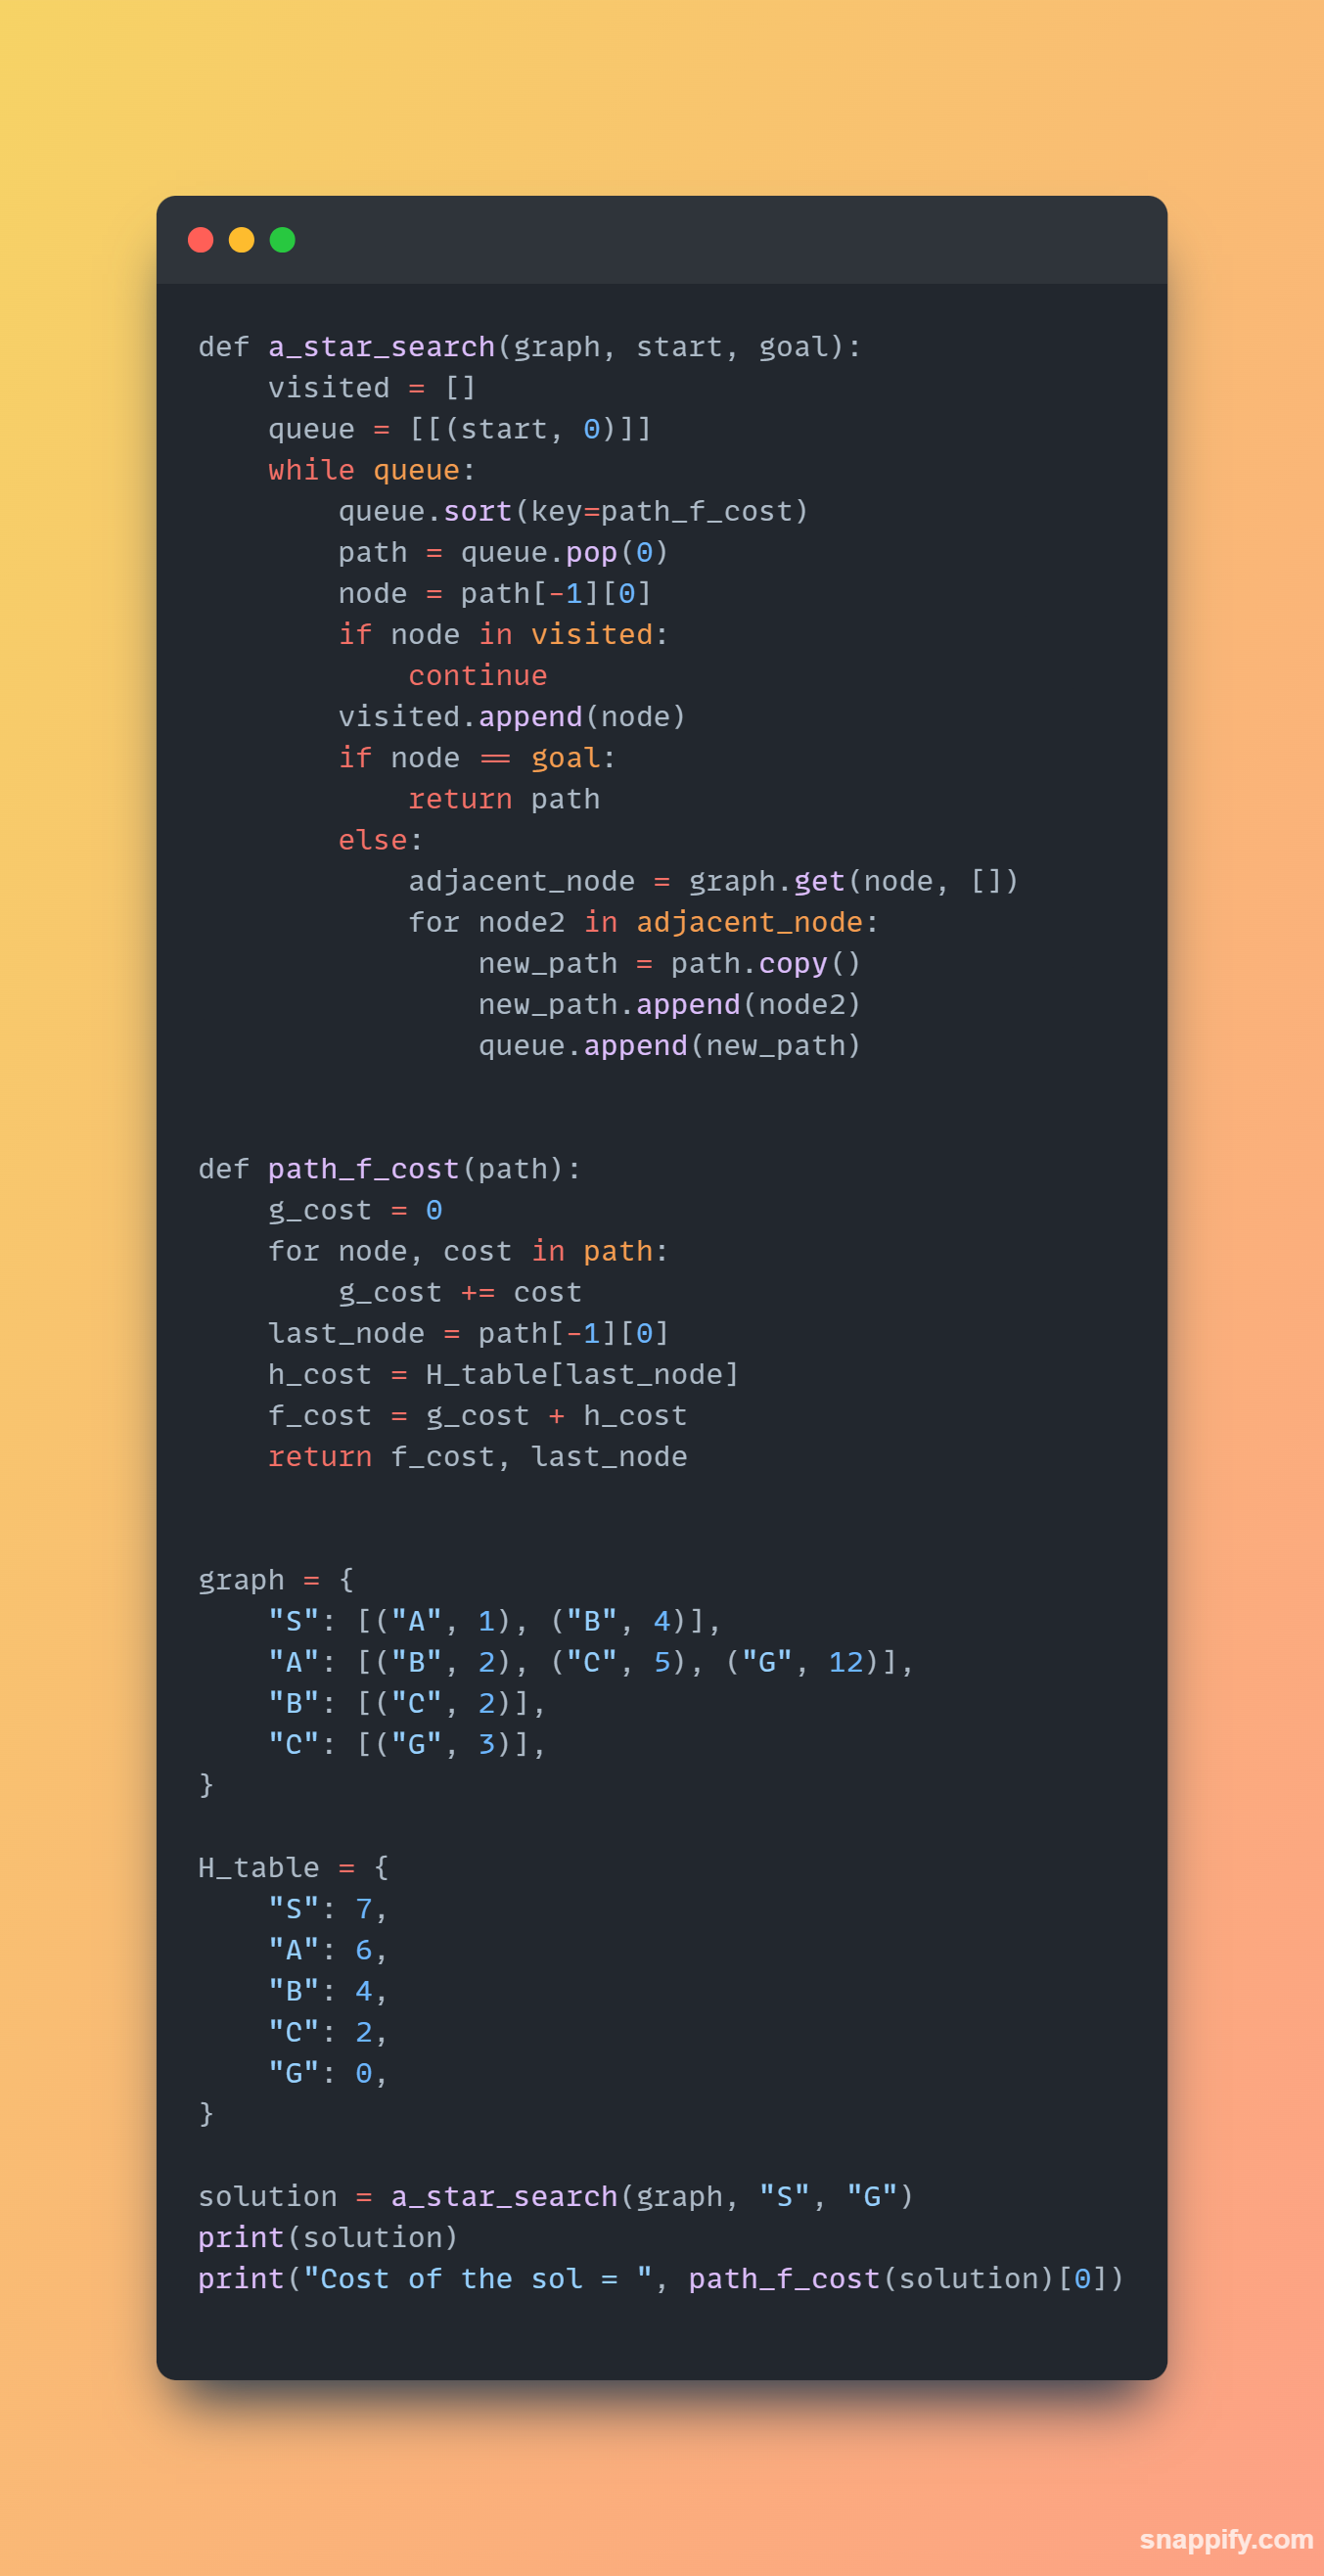 def a_star_search(graph, start, goal):
    visited = []
    queue = [[(start, 0)]]
    while queue:
        queue.sort(key=path_f_cost)
        path = queue.pop(0)
        node = path[-1][0]
        if node in visited:
            continue
        visited.append(node)
        if node == goal:
            return path
        else:
            adjacent_node = graph.get(node, [])
            for node2 in adjacent_node:
                new_path = path.copy()
                new_path.append(node2)
                queue.append(new_path)


def path_f_cost(path):
    g_cost = 0
    for node, cost in path:
        g_cost += cost
    last_node = path[-1][0]
    h_cost = H_table[last_node]
    f_cost = g_cost + h_cost
    return f_cost, last_node


graph = {
    "S": [("A", 1), ("B", 4)],
    "A": [("B", 2), ("C", 5), ("G", 12)],
    "B": [("C", 2)],
    "C": [("G", 3)],
}

H_table = {
    "S": 7,
    "A": 6,
    "B": 4,
    "C": 2,
    "G": 0,
}

solution = a_star_search(graph, "S", "G")
print(solution)
print("Cost of the sol = ", path_f_cost(solution)[0])
snappify.com